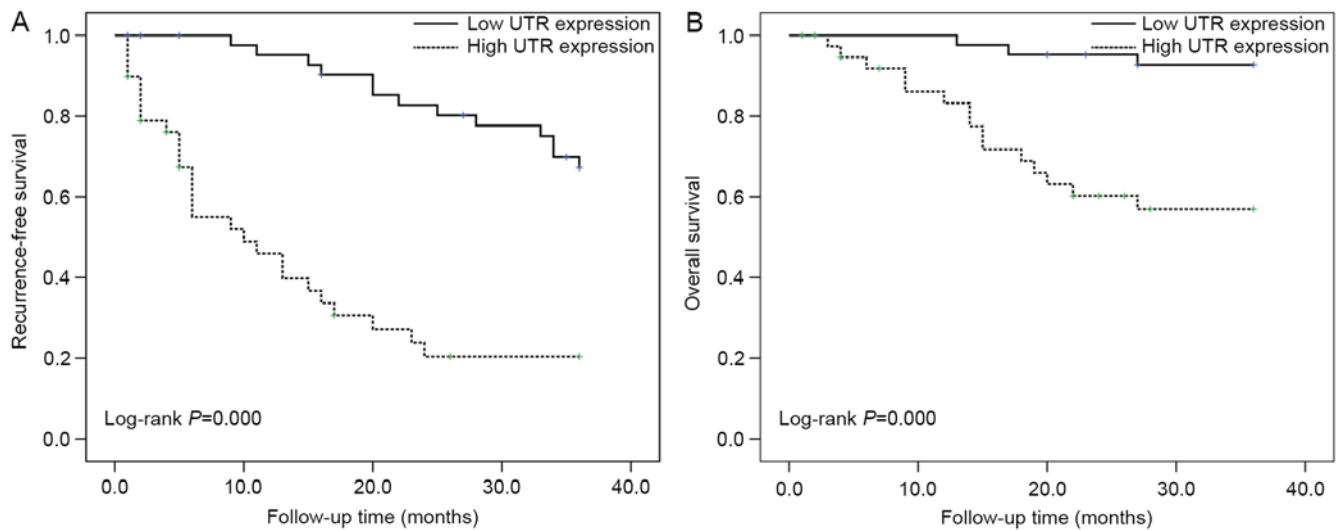 A
Low UTR expression
High UTR expression
1.0
0.8
0.6
0.4
0.2
0.0
Recurrence-free survival
Log-rank P=0.000
0.0 10.0 20.0 30.0 40.0
Follow-up time (months)
B
Low UTR expression
High UTR expression
1.0
0.8
0.6
0.4
0.2
0.0
Overall survival
Log-rank P=0.000
0.0 10.0 20.0 30.0 40.0
Follow-up time (months)